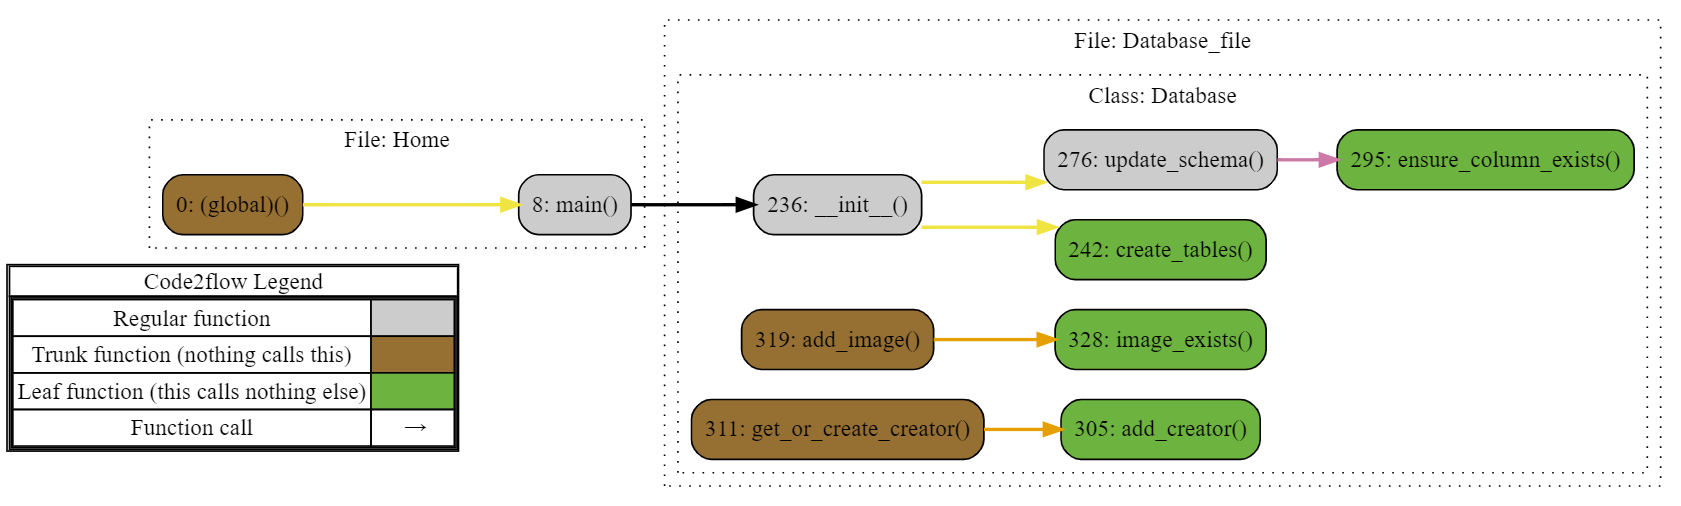 File: Database_file
Class: Database
File: Home
276: update_schema()
295: ensure_column_exists()
0: (global)()
8: main()
236: __init__()
242: create_tables()
319: add_image()
328: image_exists()
311: get_or_create_creator()
305: add_creator()
Code2flow Legend
Regular function
Trunk function (nothing calls this)
Leaf function (this calls nothing else)
Function call →